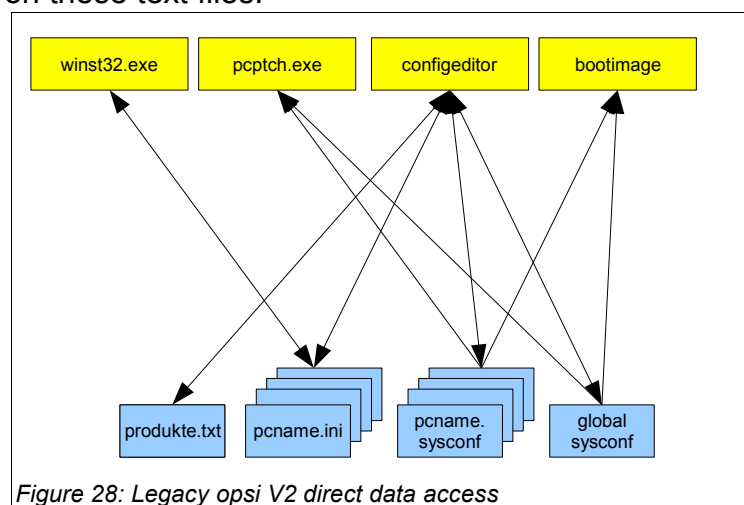 on these text files.
winst32.exe
pcptch.exe
configeditor
bootimage
produkte.txt
pcname.ini
pcname.
sysconf
global
sysconf
Figure 28: Legacy opsi V2 direct data access